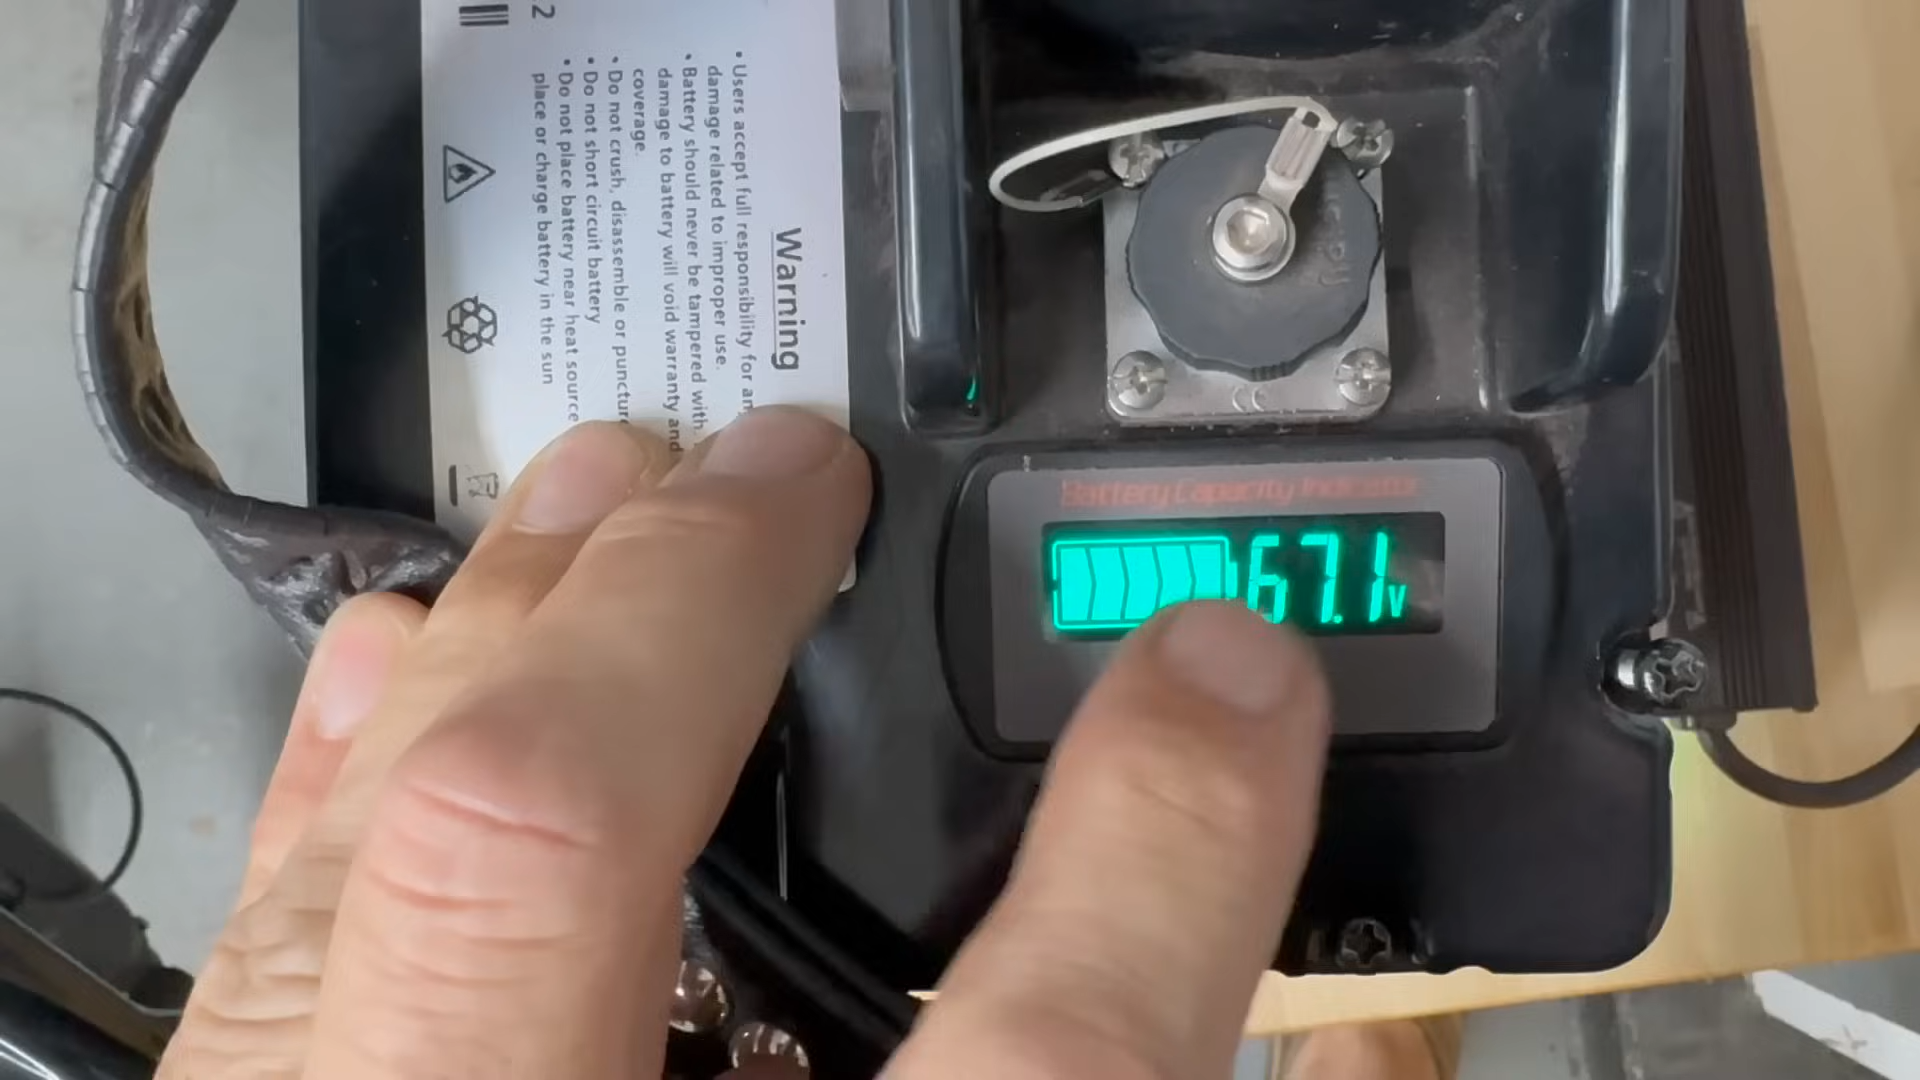 .2
Warning
• Users accept full responsibility for
damage related to improper use.
• Battery should never be tampered with.
damage to battery will void warranty and
coverage.
• Do not crush, disassemble or puncture
• Do not short circuit battery
• Do not place battery near heat source
place or charge battery in the sun
Battery Capacity Indicator
67.1v